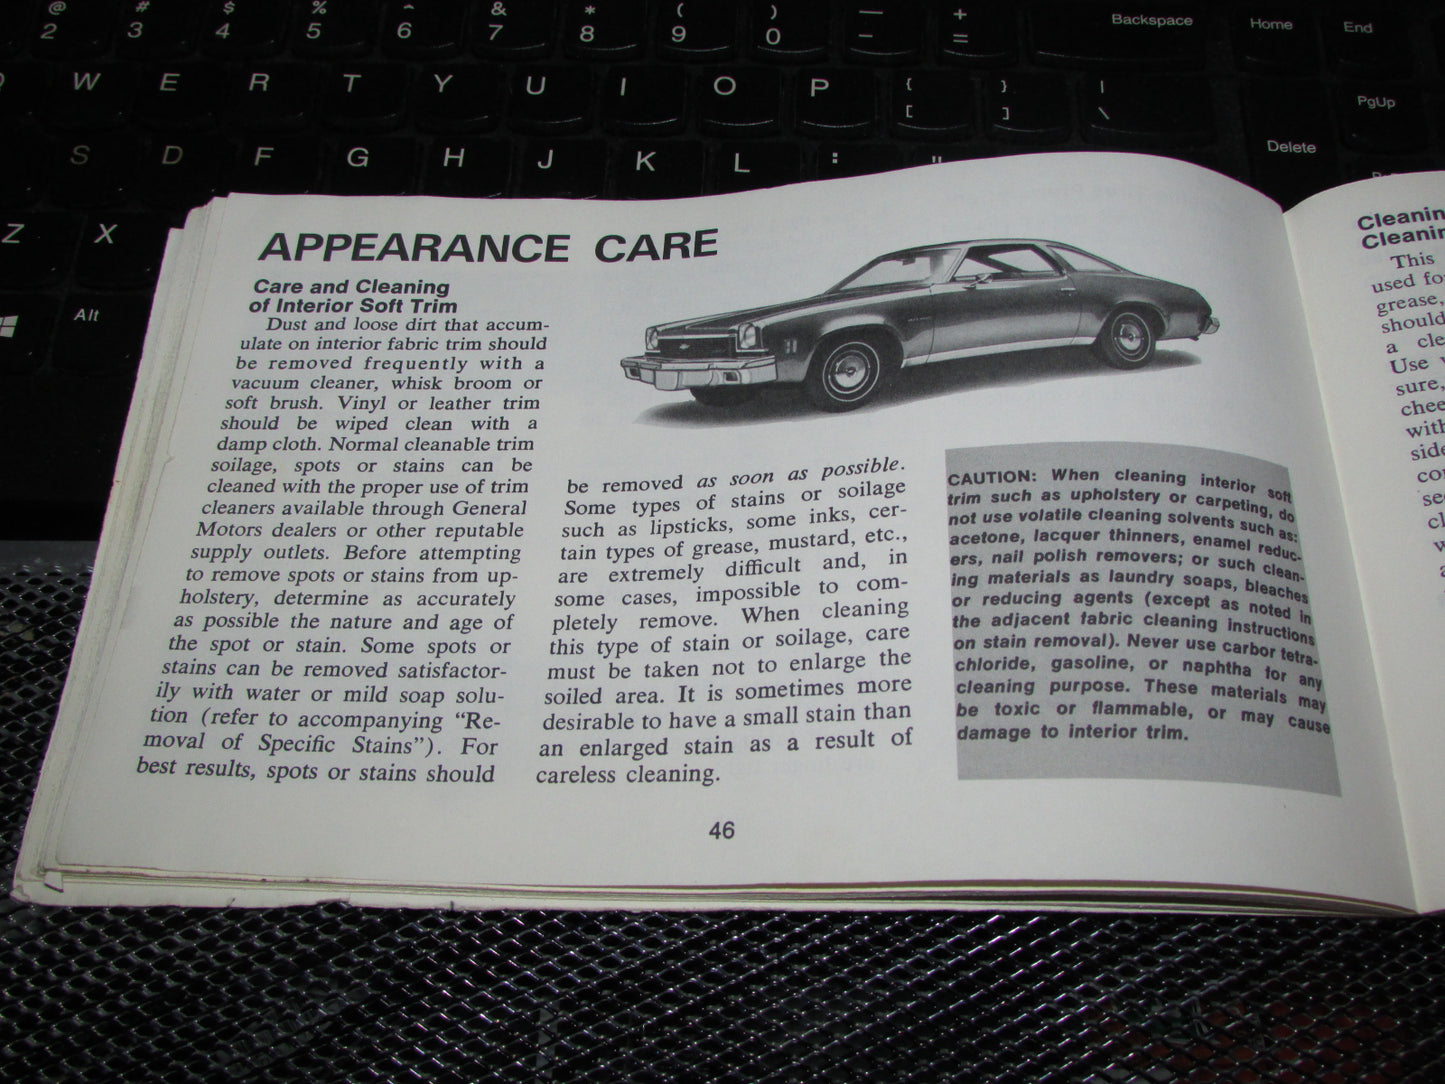 @ # $ % ^ & * ( ) — +
2 3 4 5 6 7 8 9 0 - = Backspace Home End
W E R T Y U I O P { [ } ] | \ PgUp
S D F G H J K L : " Delete
Z X
Alt
APPEARANCE CARE
Care and Cleaning
of Interior Soft Trim
Dust and loose dirt that accum-
ulate on interior fabric trim should
be removed frequently with a
vacuum cleaner, whisk broom or
soft brush. Vinyl or leather trim
should be wiped clean with a
damp cloth. Normal cleanable trim
soilage, spots or stains can be
cleaned with the proper use of trim
cleaners available through General
Motors dealers or other reputable
supply outlets. Before attempting
to remove spots or stains from up-
holstery, determine as accurately
as possible the nature and age of
the spot or stain. Some spots or
stains can be removed satisfactor-
ily with water or mild soap solu-
tion (refer to accompanying “Re-
moval of Specific Stains”). For
best results, spots or stains should
be removed as soon as possible.
Some types of stains or soilage
such as lipsticks, some inks, cer-
tain types of grease, mustard, etc.,
are extremely difficult and, in
some cases, impossible to com-
pletely remove. When cleaning
this type of stain or soilage, care
must be taken not to enlarge the
soiled area. It is sometimes more
desirable to have a small stain than
an enlarged stain as a result of
careless cleaning.
CAUTION: When cleaning interior soft
trim such as upholstery or carpeting, do
not use volatile cleaning solvents such as:
acetone, lacquer thinners, enamel reduc-
ers, nail polish removers; or such clean-
ing materials as laundry soaps, bleaches
or reducing agents (except as noted in
the adjacent fabric cleaning instructions
on stain removal). Never use carbon tetra-
chloride, gasoline, or naphtha for any
cleaning purpose. These materials may
be toxic or flammable, or may cause
damage to interior trim.
46
This
used
grease,
should
a
Use
sure,